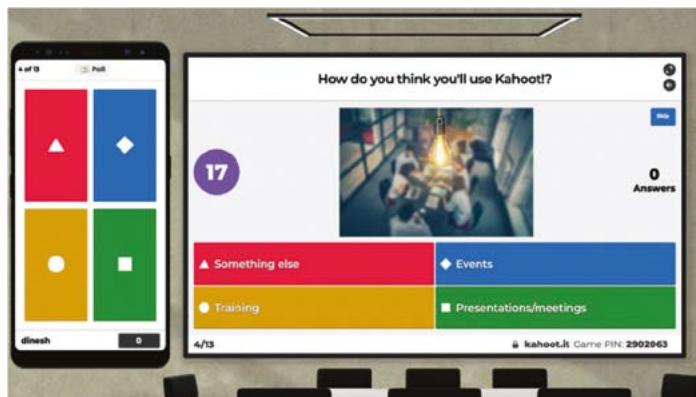 4 of 13 Poll
dinesh 0
How do you think you'll use Kahoot!?
Skip
17
0
Answers
Something else
Events
Training
Presentations/meetings
4/13 kahoot.it Game PIN: 2902063